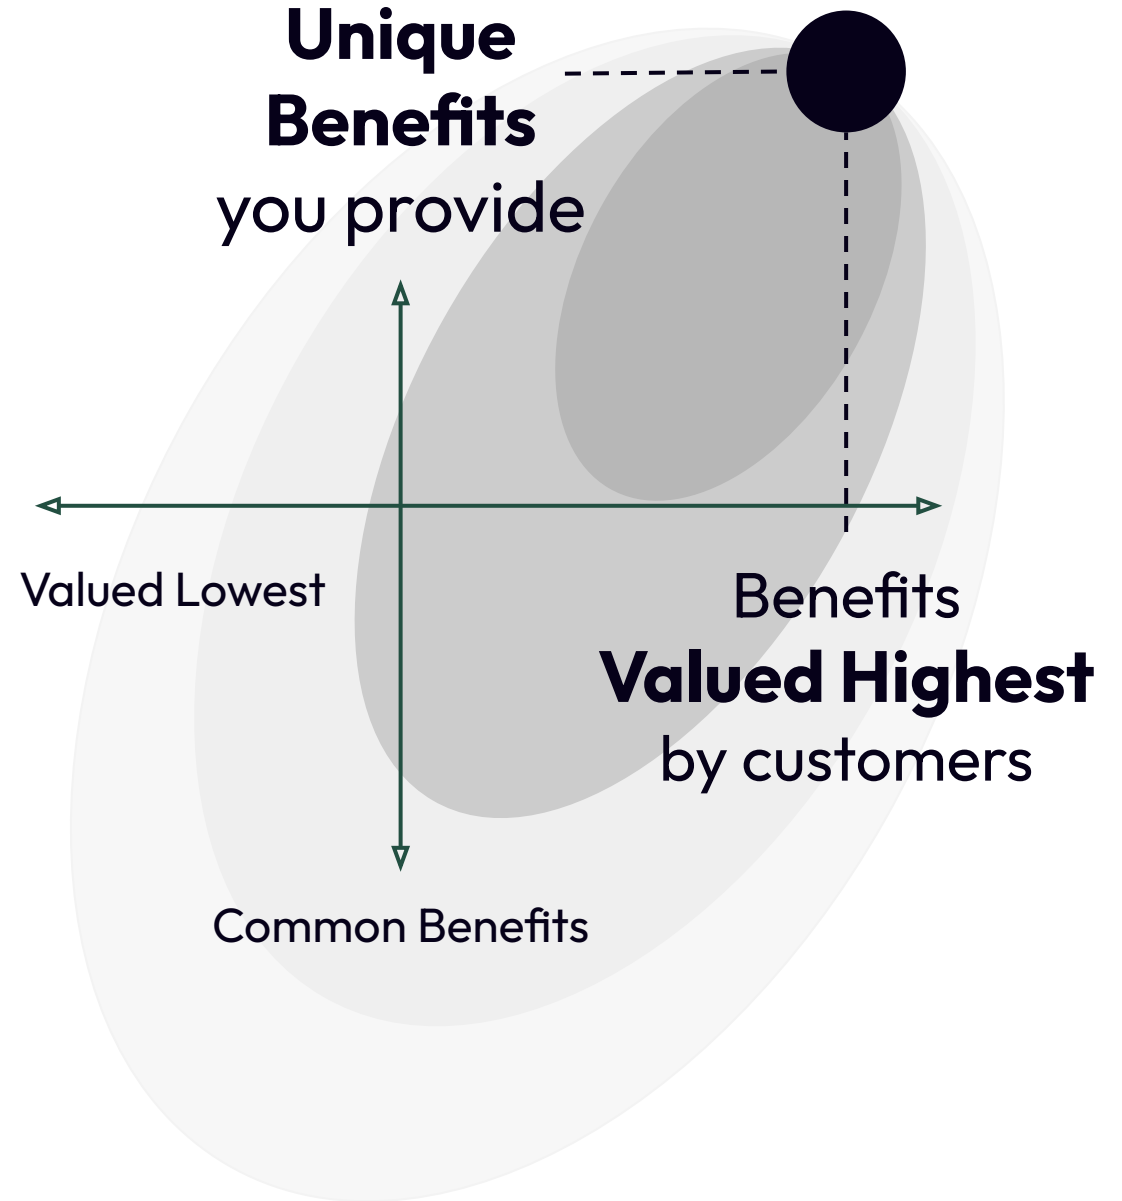 Unique
Benefits
you provide
Valued Lowest
Benefits
Valued Highest
by customers
Common Benefits